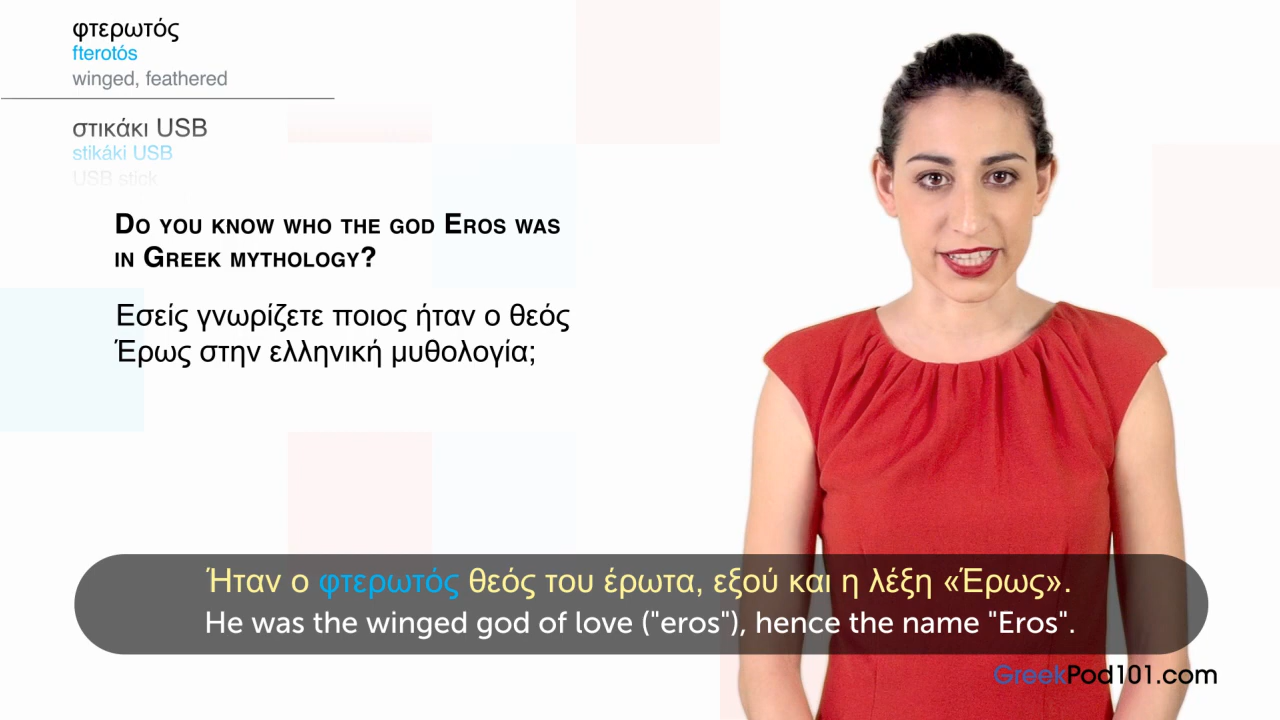 φτερωτός
fterotós
winged, feathered
στικάκι USB
stikáki USB
USB stick
Do you know who the god Eros was
in Greek mythology?
Εσείς γνωρίζετε ποιος ήταν ο θεός
Έρως στην ελληνική μυθολογία;
Ήταν ο φτερωτός θεός του έρωτα, εξού και η λέξη «Έρως».
He was the winged god of love ("eros"), hence the name "Eros".
GreekPod101.com